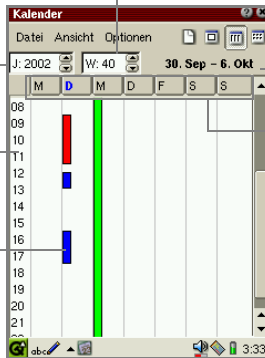 Kalender
Datei Ansicht Optionen
J: 2002 W: 40 30. Sep - 6. Okt
M D M D F S S
08
09
10
11
12
13
14
15
16
17
18
19
20
21
abc 3:33